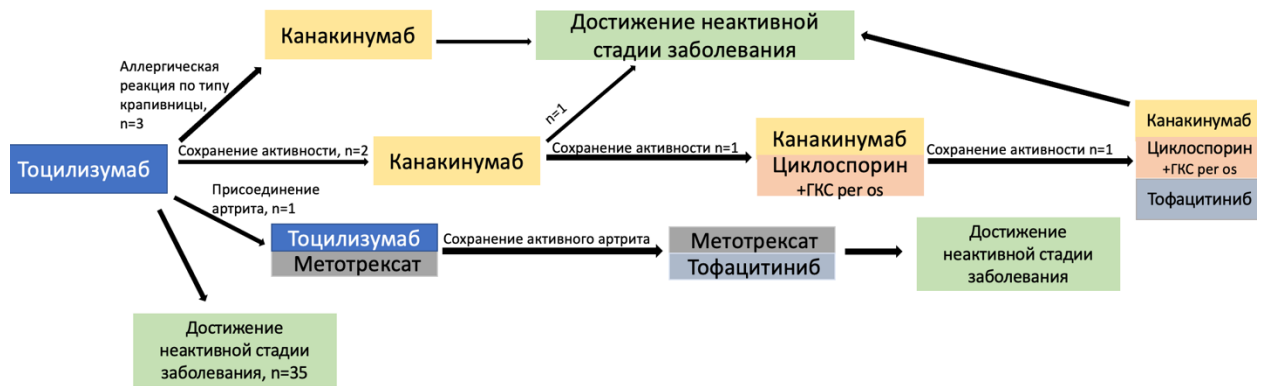 Канакинумаб
Достижение неактивной
стадии заболевания
Аллергическая
реакция по типу
крапивницы,
n=3
n=1
Канакинумаб
Циклоспорин
+ГКС per os
Тофацитиниб
Тоцилизумаб
Сохранение активности, n=2
Канакинумаб
Сохранение активности n=1
Канакинумаб
Циклоспорин
+ГКС per os
Сохранение активности n=1
Присоединение
артрита, n=1
Тоцилизумаб
Метотрексат
Сохранение активного артрита
Метотрексат
Тофацитиниб
Достижение
неактивной стадии
заболевания
Достижение
неактивной стадии
заболевания, n=35